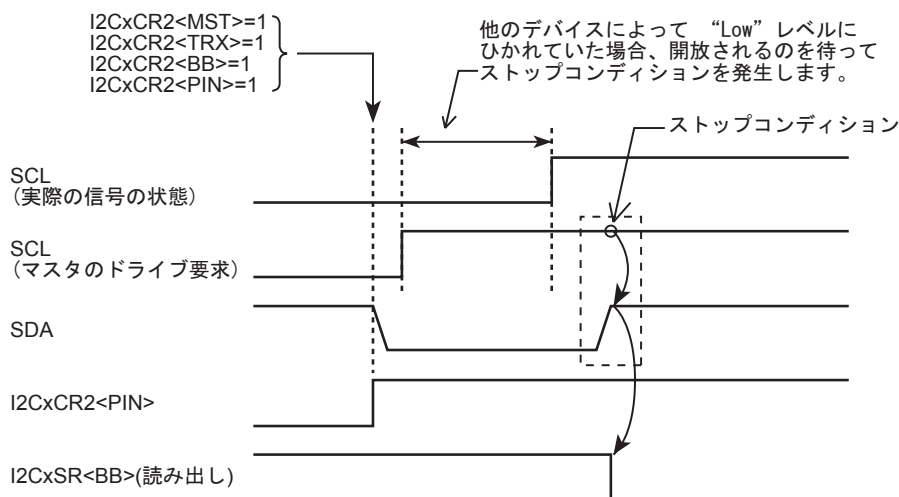 I2CxCR2<MST>=1
I2CxCR2<TRX>=1
I2CxCR2<BB>=1
I2CxCR2<PIN>=1
他のデバイスによって “Low”レベルに
ひかれていた場合、開放されるのを待って
ストップコンディションを発生します。
ストップコンディション
SCL
（実際の信号の状態）
SCL
（マスタのドライブ要求）
SDA
I2CxCR2<PIN>
I2CxSR<BB>(読み出し)